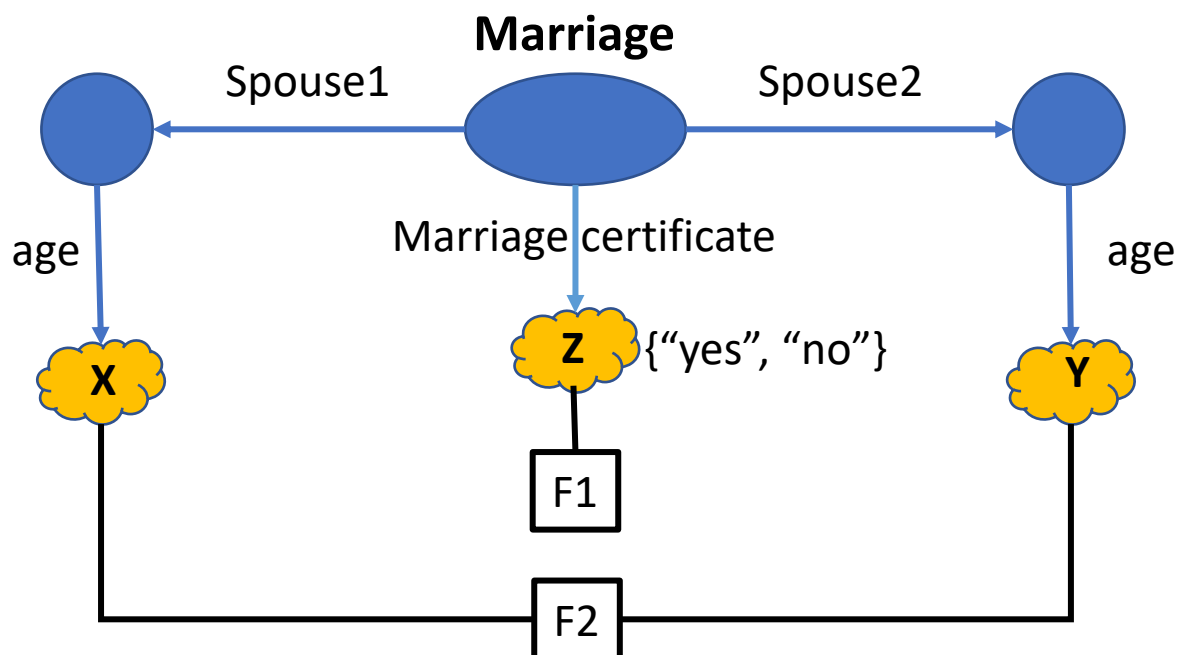 Marriage
Spouse1
Spouse2
age
Marriage certificate
age
X
Z
{“yes”, “no”}
Y
F1
F2